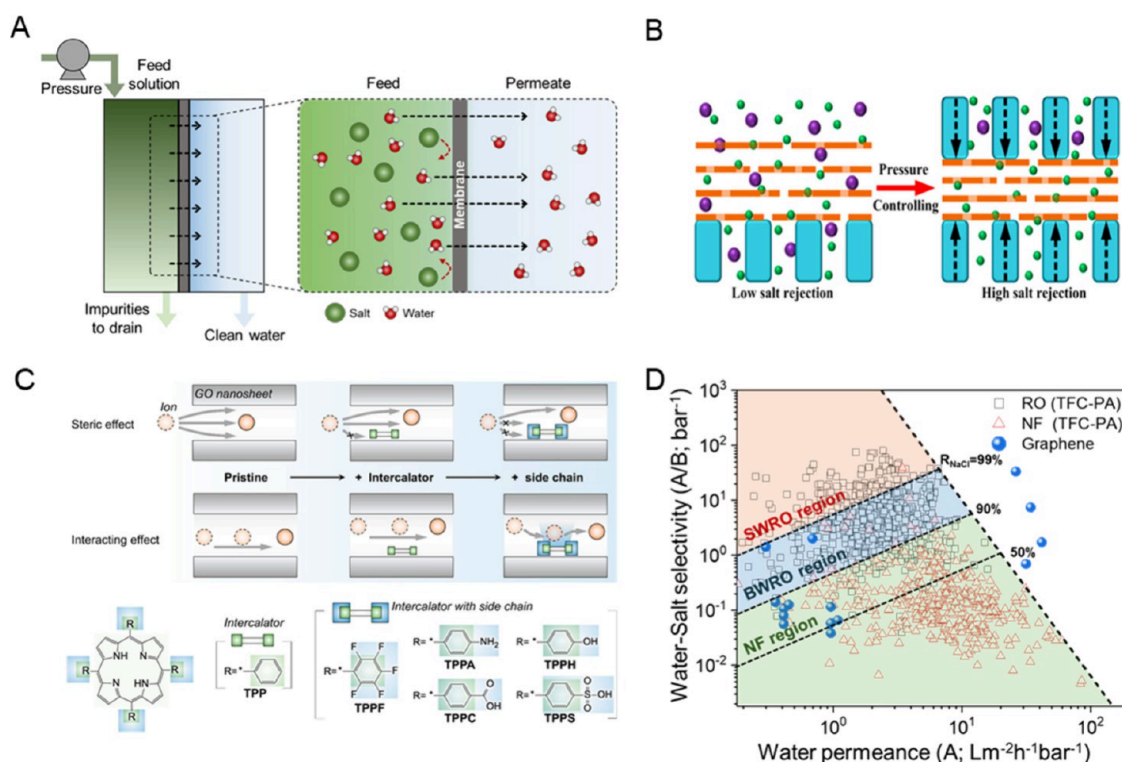 A
Pressure
Feed
solution
Impurities
to drain
Clean water
Feed
Permeate
Membrane
Salt
Water
B
Pressure
Controlling
Low salt rejection
High salt rejection
C
GO nanosheet
Ion
Steric effect
Pristine
+ Intercalator
+ side chain
Interacting effect
R
R
R
R
NH
N
N
HN
Intercalator
R=*
TPP
Intercalator with side chain
R=*
F
F
F
F
F
TPPF
R=*
NH₂
TPPA
R=*
OH
TPPH
R=*
O
OH
TPPC
R=*
O
S-OH
O
TPPS
D
Water-Salt selectivity (A/B; bar⁻¹)
10³
10²
10¹
10⁰
10⁻¹
10⁻²
RO (TFC-PA)
NF (TFC-PA)
Graphene
R_NaCl=99%
90%
50%
SWRO region
BWRO region
NF region
10⁰
10¹
10²
Water permeance (A; Lm⁻²h⁻¹bar⁻¹)